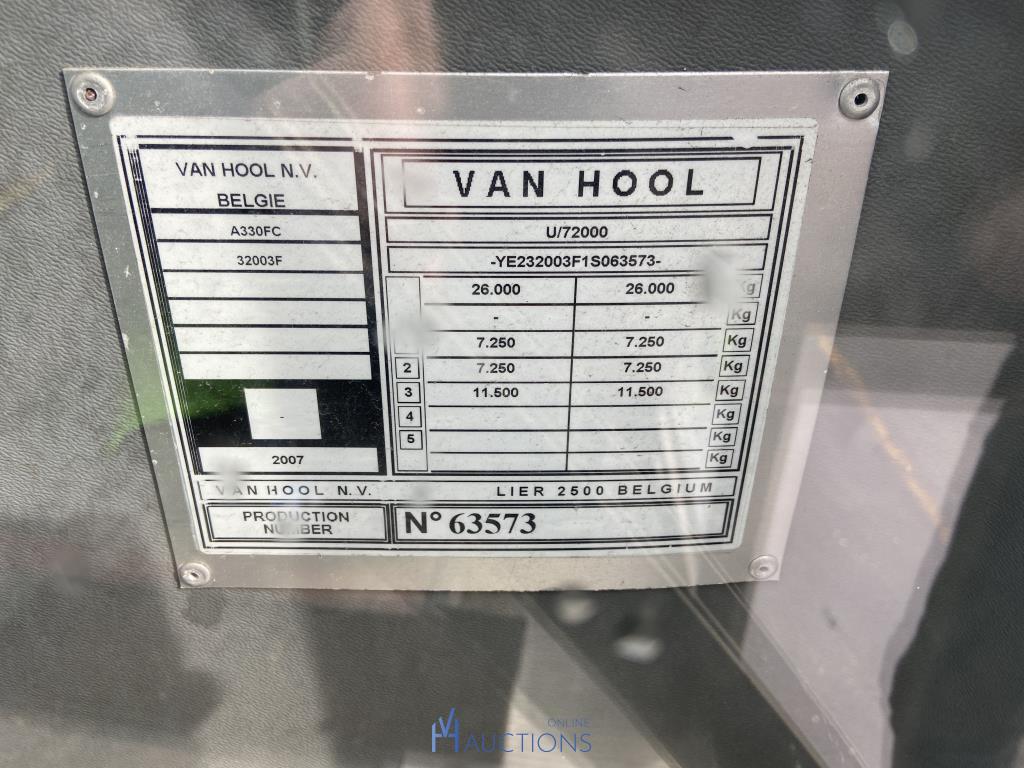 VAN HOOL N.V.
BELGIE
A330FC
32003F
-
2007
VAN HOOL
U/72000
-YE232003F1S063573-
26.000 26.000 Kg
- - Kg
7.250 7.250 Kg
2 7.250 7.250 Kg
3 11.500 11.500 Kg
4 Kg
5 Kg
Kg
VAN HOOL N.V. LIER 2500 BELGIUM
PRODUCTION
NUMBER
N° 63573
VH ONLINE
AUCTIONS